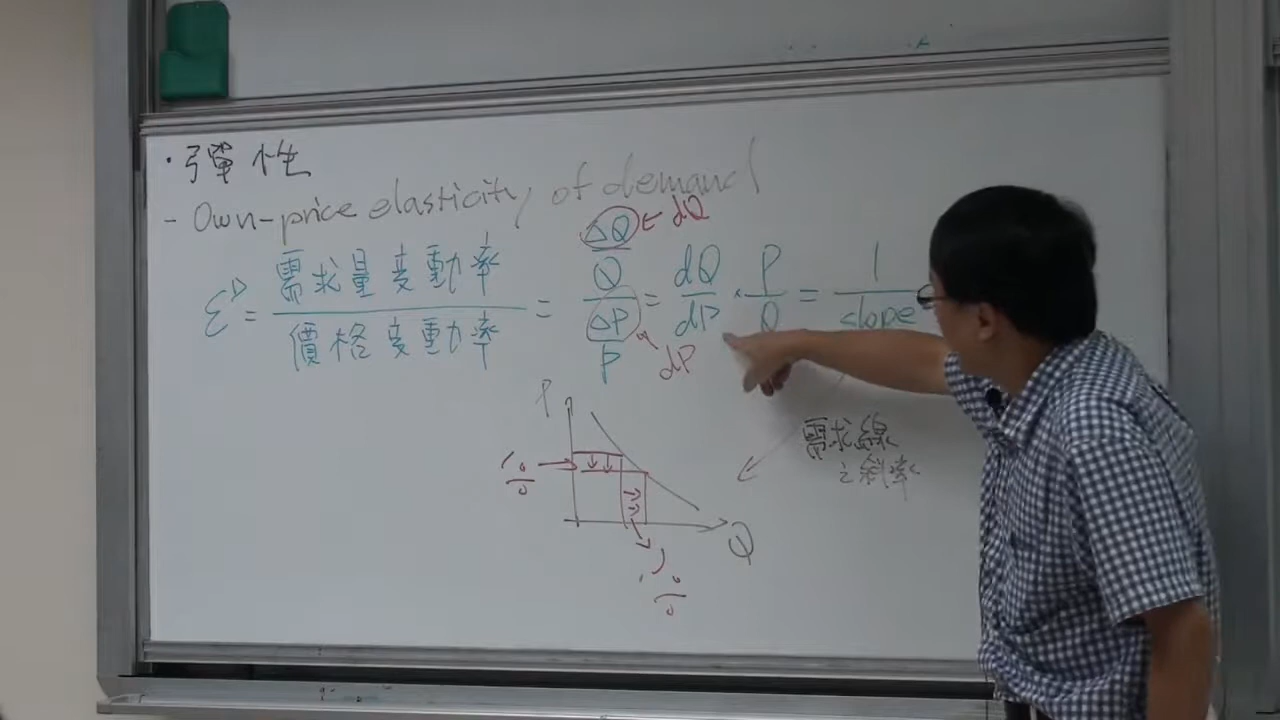 ·彈性
- Own-price elasticity of demand
ε^D = 需求量變動率 / 價格變動率 = (ΔQ / Q) / (ΔP / P) = dQ / dP · P / Q = 1 / slope
← dQ
dP
需求線
之斜率
P
Q